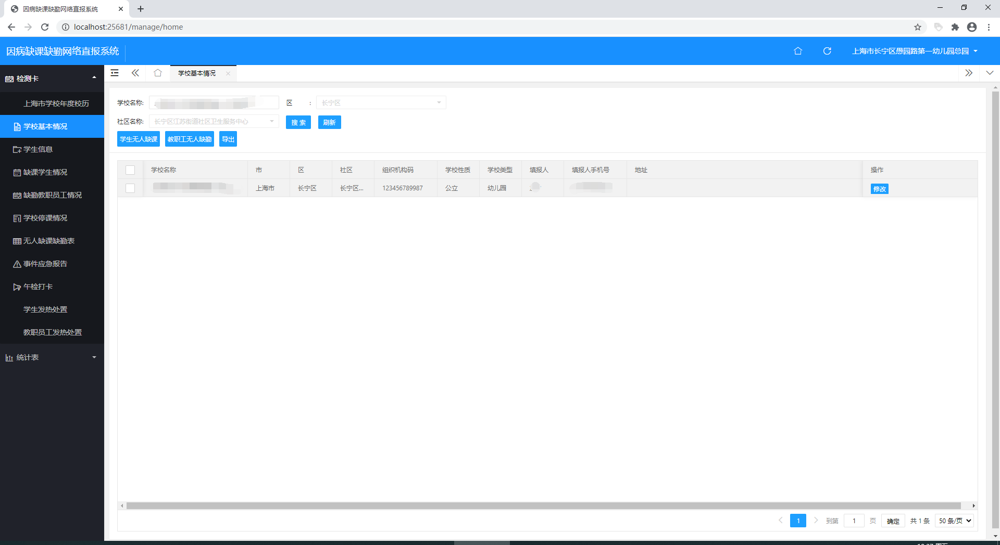 因病缺课缺勤网络直报系统
localhost:25681/manage/home
因病缺课缺勤网络直报系统
上海市长宁区愚园路第一幼儿园总园
检测卡
学校基本情况
上海市学校年度校历
学校基本情况
学生信息
缺课学生情况
缺勤教职员工情况
学校停课情况
无人缺课缺勤表
事件应急报告
午检打卡
学生发热处置
教职员工发热处置
统计表
学校名称:
区 :
长宁区
社区名称:
长宁区江苏街道社区卫生服务中心
搜 索
刷新
学生无人缺课
教职工无人缺勤
导出
学校名称 市 区 社区 组织机构码 学校性质 学校类型 填报人 填报人手机号 地址 操作
上海市 长宁区 长宁区... 123456789987 公立 幼儿园 修改
1 到第 1 页 确定 共 1 条 50 条/页